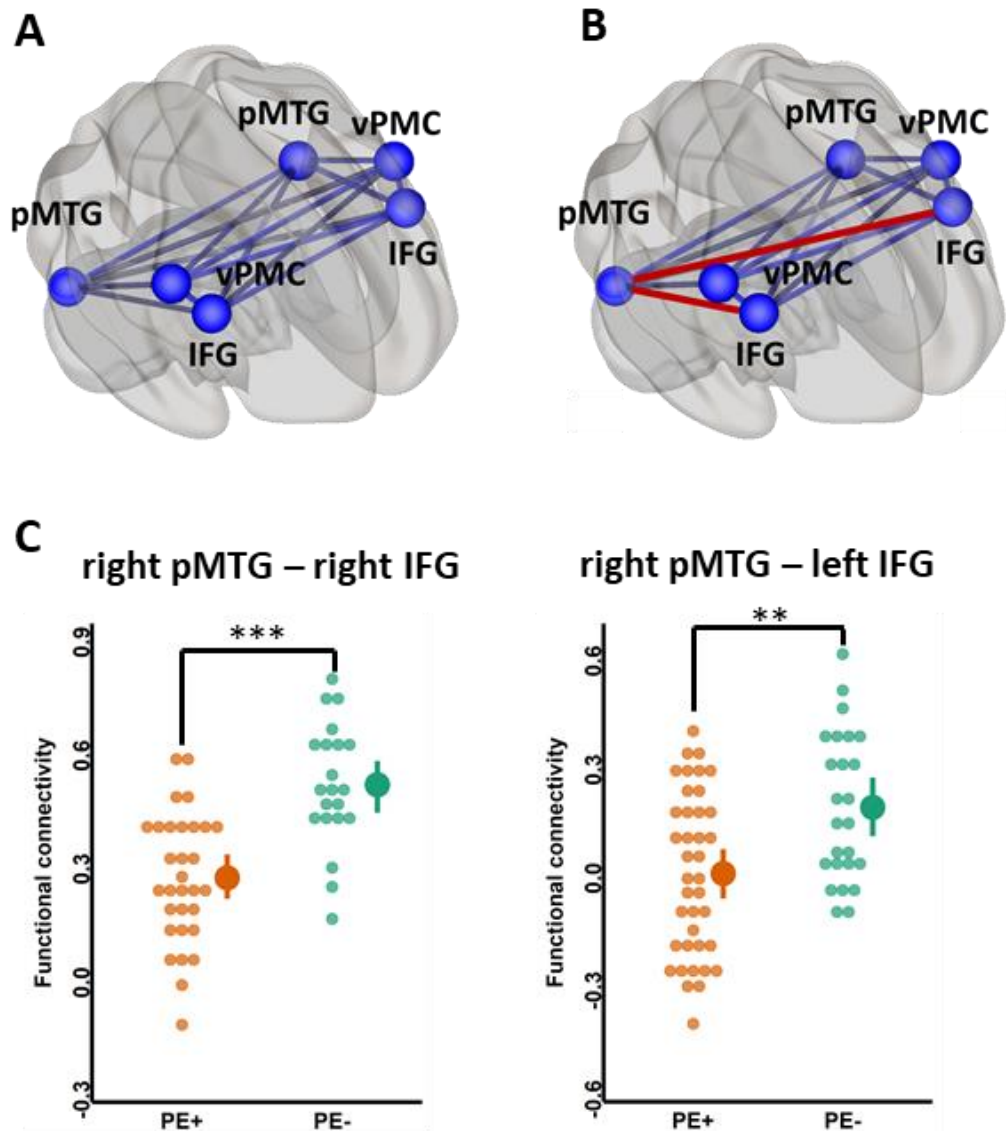 A
pMTG
vPMC
pMTG
IFG
vPMC
IFG
B
pMTG
vPMC
pMTG
IFG
vPMC
IFG
C
right pMTG – right IFG
***
Functional connectivity
0.9
0.6
0.3
0.0
-0.3
PE+
PE-
right pMTG – left IFG
**
Functional connectivity
0.6
0.3
0.0
-0.3
-0.6
PE+
PE-